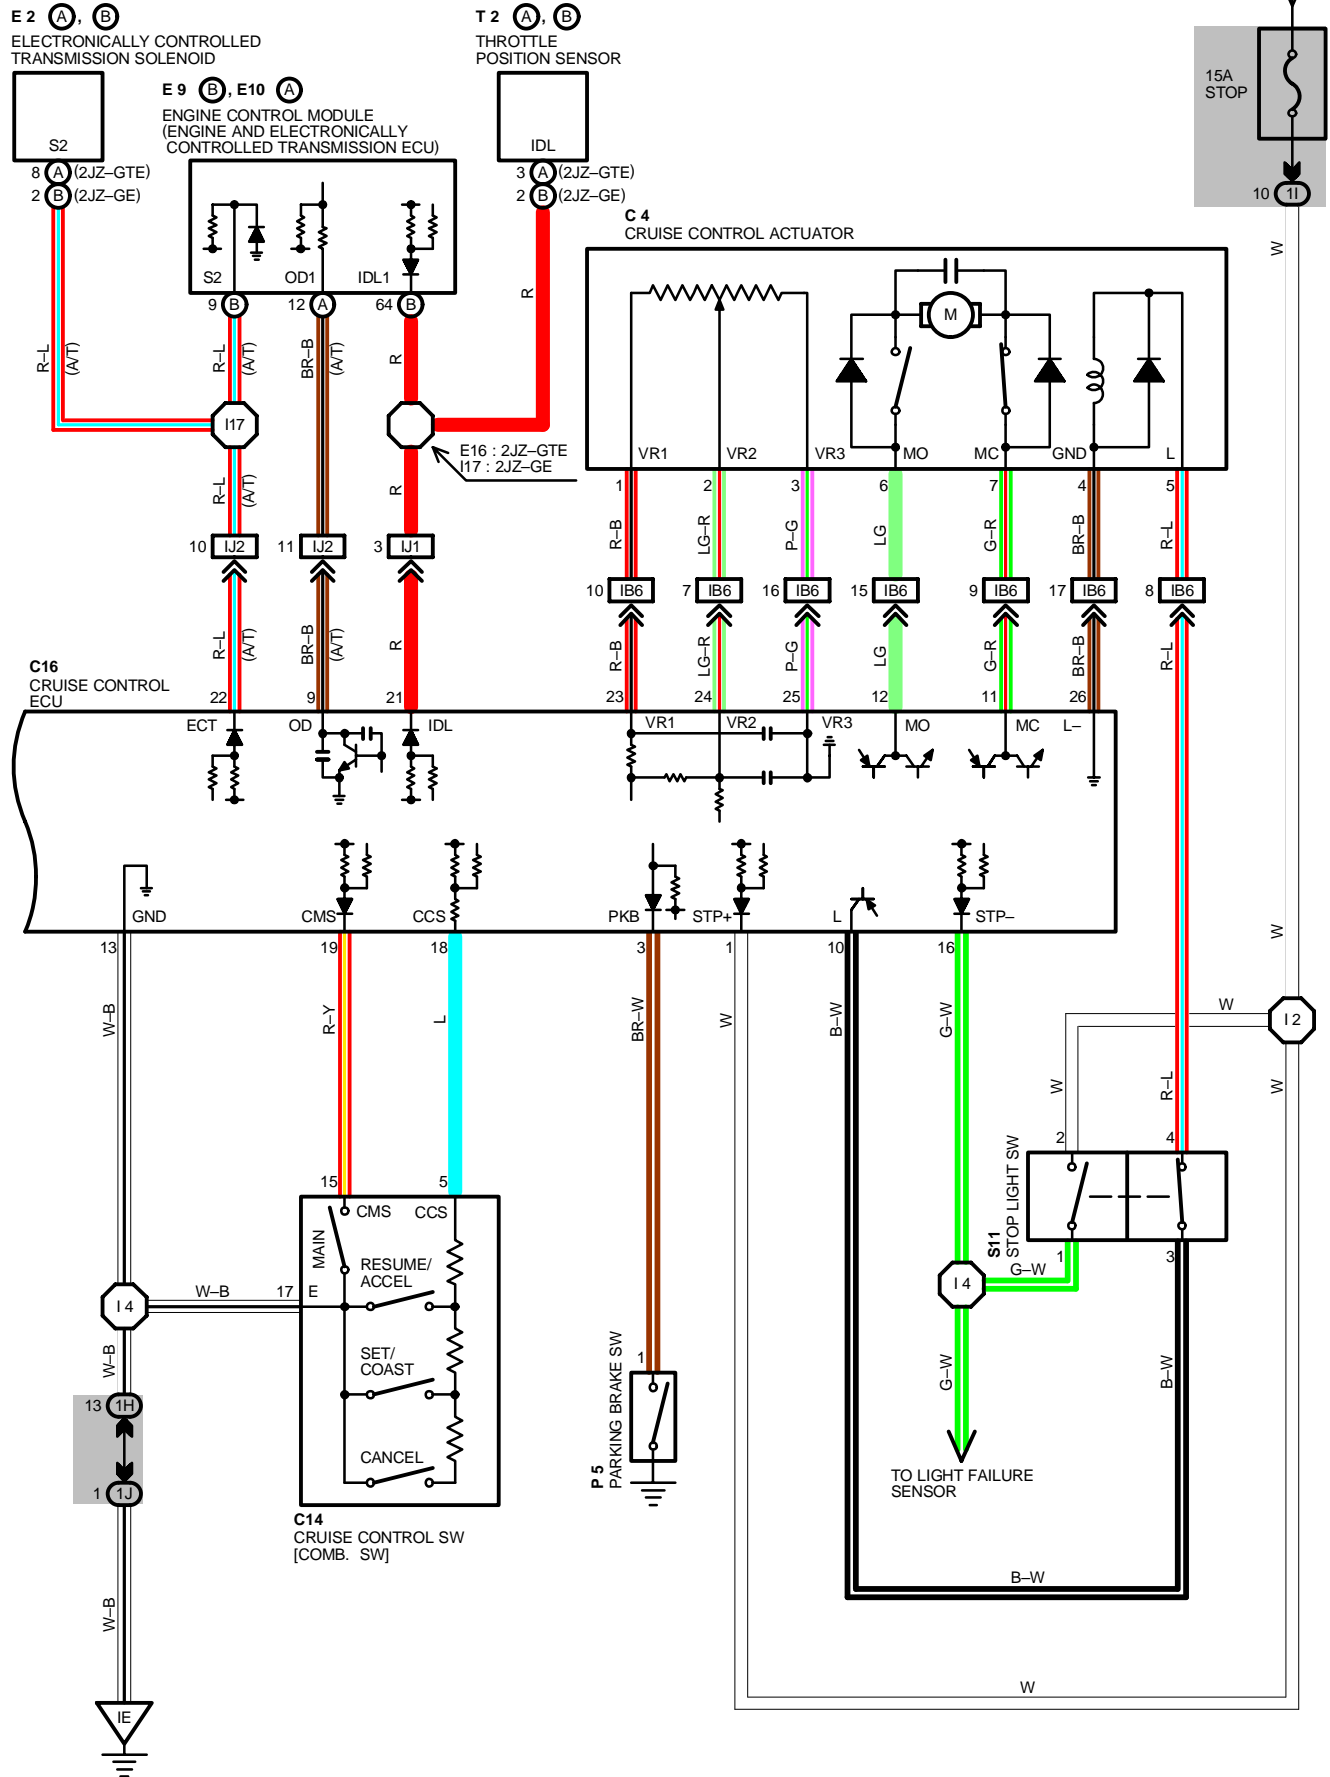 E 2 A , B
ELECTRONICALLY CONTROLLED
TRANSMISSION SOLENOID
S2
8 A (2JZ–GTE)
2 B (2JZ–GE)
E 9 B , E10 A
ENGINE CONTROL MODULE
(ENGINE AND ELECTRONICALLY
CONTROLLED TRANSMISSION ECU)
S2 OD1 IDL1
9 B 12 A 64 B
T 2 A , B
THROTTLE
POSITION SENSOR
IDL
3 A (2JZ–GTE)
2 B (2JZ–GE)
15A
STOP
10 1I
W
C 4
CRUISE CONTROL ACTUATOR
M
VR1 VR2 VR3 MO MC GND L
1 2 3 6 7 4 5
R
R–L
(A/T)
R–L
(A/T)
BR–B
(A/T)
R
I17
E16 : 2JZ–GTE
I17 : 2JZ–GE
R–L
(A/T)
R
R–B
LG–R
P–G
LG
G–R
BR–B
R–L
10 IJ2 11 IJ2 3 IJ1
10 IB6 7 IB6 16 IB6 15 IB6 9 IB6 17 IB6 8 IB6
R–L
(A/T)
BR–B
(A/T)
R
R–B
LG–R
P–G
LG
G–R
BR–B
R–L
C16
CRUISE CONTROL
ECU
22 9 21 23 24 25 12 11 26
ECT OD IDL VR1 VR2 VR3 MO MC L–
GND CMS CCS PKB STP+ L STP–
13 19 18 3 1 10 16
W
W–B
R–Y
L
BR–W
W
B–W
G–W
W
I 2
W
R–L
W
2 4
S11
STOP LIGHT SW
1 3
G–W
I 4
15 5
CMS CCS
MAIN
RESUME/
ACCEL
I 4
W–B
17 E
SET/
COAST
CANCEL
C14
CRUISE CONTROL SW
[COMB. SW]
W–B
13 1H
1 1J
W–B
IE
1
P 5
PARKING BRAKE SW
G–W
B–W
TO LIGHT FAILURE
SENSOR
B–W
W